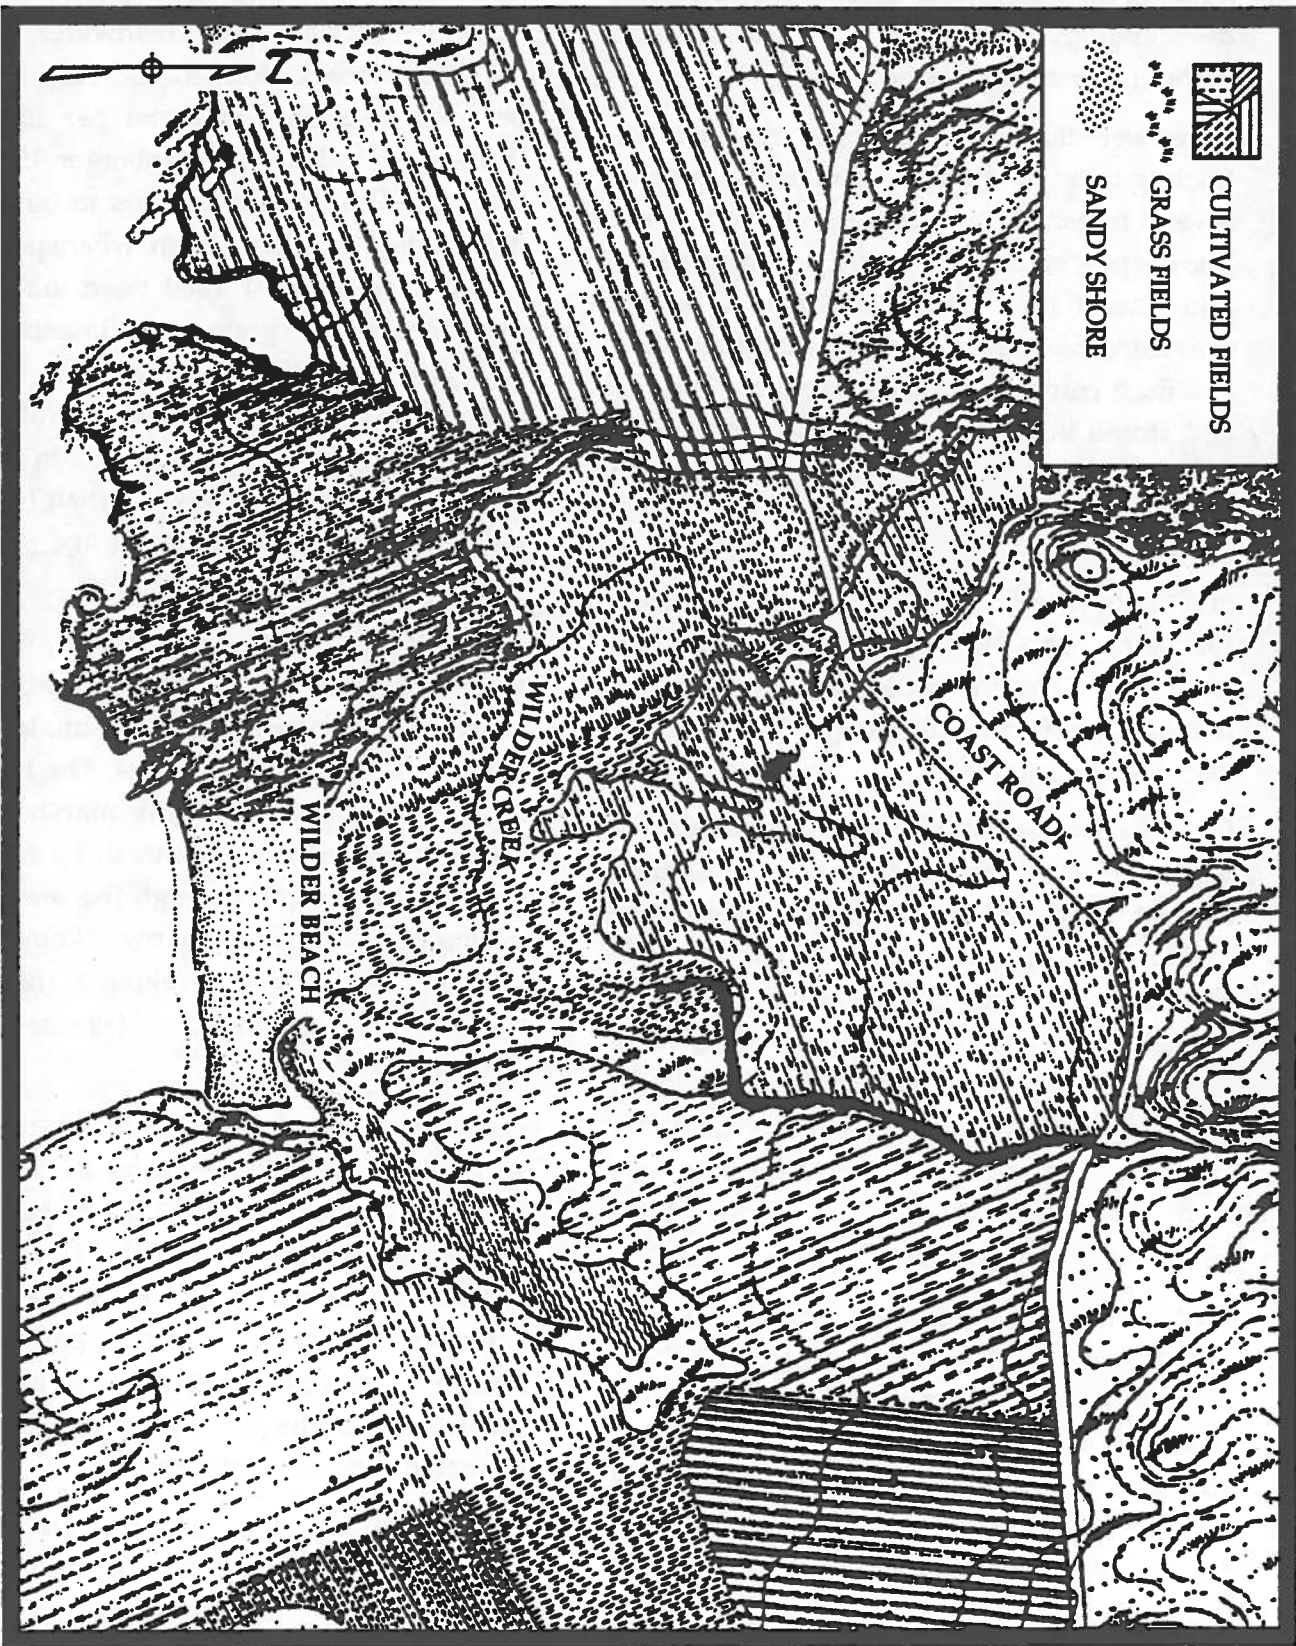 CULTIVATED FIELDS
GRASS FIELDS
SANDY SHORE
N
COAST ROAD
WILDER CREEK
WILDER BEACH